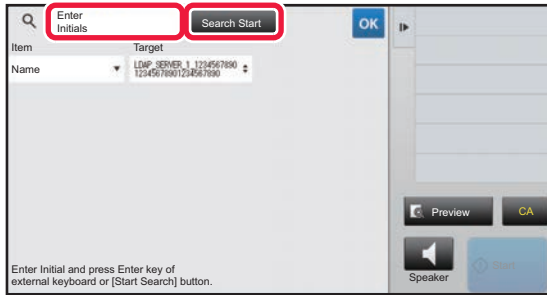 Enter
Initials
Search Start
OK
Item
Target
Name
LDAP_SERVER_1_1234567890
12345678901234567890
Preview
CA
Enter Initial and press Enter key of
external keyboard or [Start Search] button.
Speaker
Start